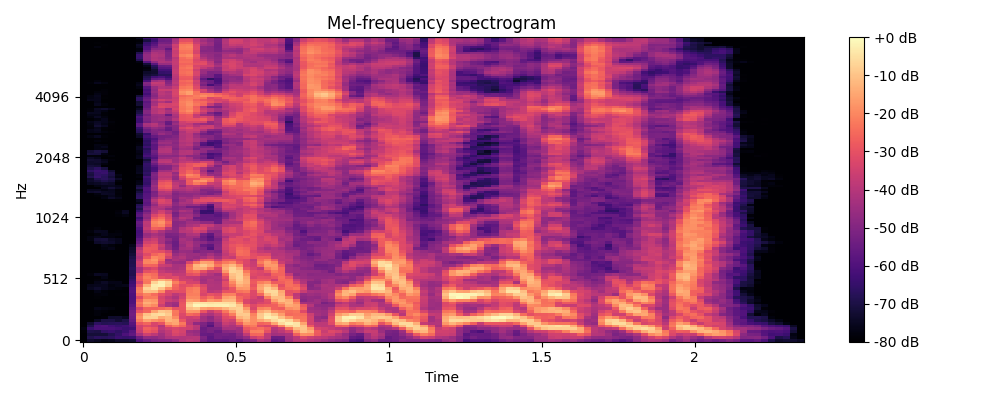 Mel-frequency spectrogram
Hz
4096
2048
1024
512
0
0
0.5
1
1.5
2
Time
+0 dB
-10 dB
-20 dB
-30 dB
-40 dB
-50 dB
-60 dB
-70 dB
-80 dB